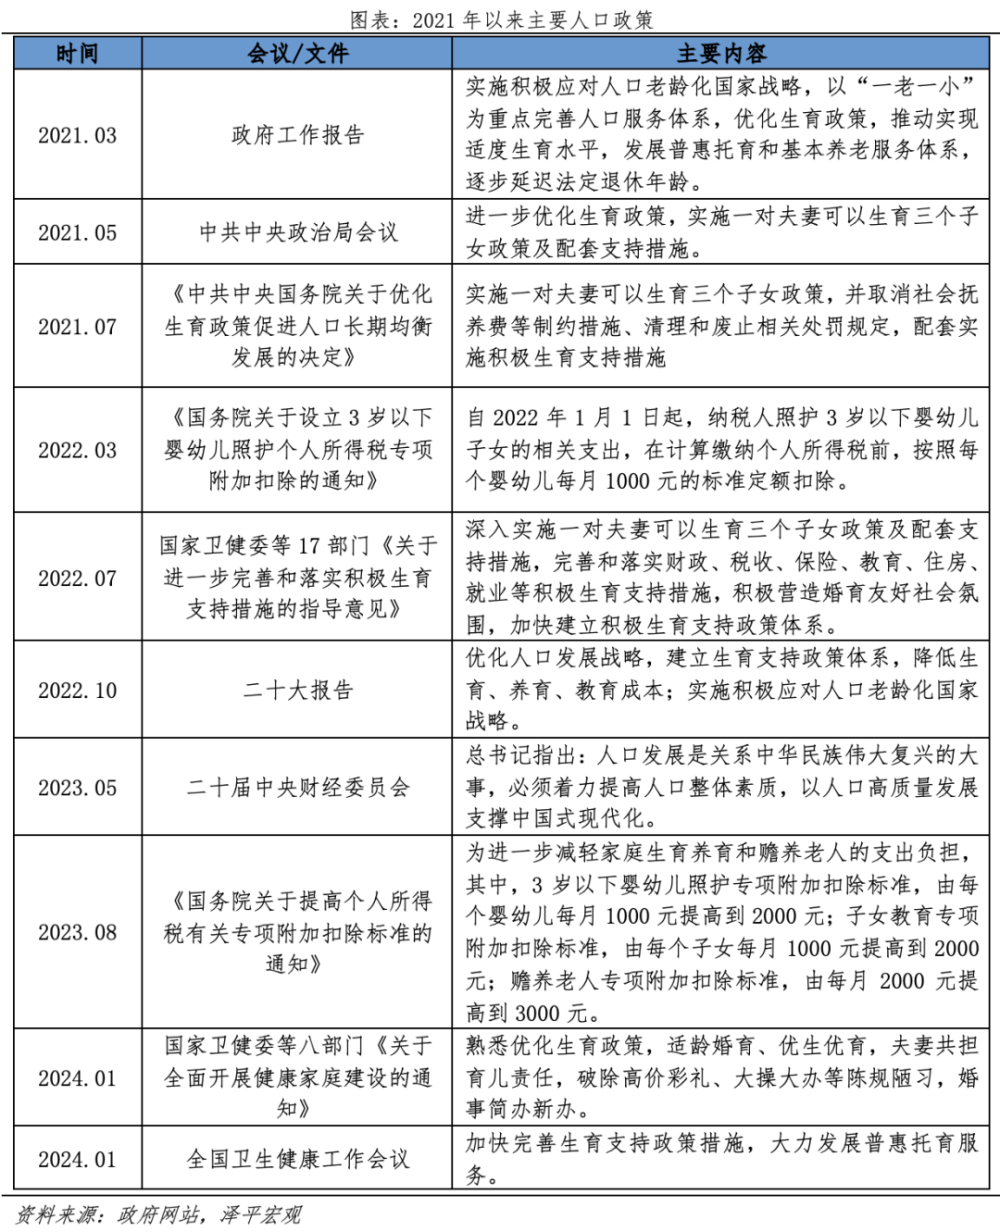 图表：2021 年以来主要人口政策
时间
会议/文件
主要内容
2021.03
政府工作报告
实施积极应对人口老龄化国家战略，以“一老一小”
为重点完善人口服务体系，优化生育政策，推动实现
适度生育水平，发展普惠托育和基本养老服务体系，
逐步延迟法定退休年龄。
2021.05
中共中央政治局会议
进一步优化生育政策，实施一对夫妻可以生育三个子
女政策及配套支持措施。
2021.07
《中共中央国务院关于优化
生育政策促进人口长期均衡
发展的决定》
实施一对夫妻可以生育三个子女政策，并取消社会抚
养费等制约措施、清理和废止相关处罚规定，配套实
施积极生育支持措施
2022.03
《国务院关于设立 3 岁以下
婴幼儿照护个人所得税专项
附加扣除的通知》
自 2022 年 1 月 1 日起，纳税人照护 3 岁以下婴幼儿
子女的相关支出，在计算缴纳个人所得税前，按照每
个婴幼儿每月 1000 元的标准定额扣除。
2022.07
国家卫健委等 17 部门《关于
进一步完善和落实积极生育
支持措施的指导意见》
深入实施一对夫妻可以生育三个子女政策及配套支
持措施，完善和落实财政、税收、保险、教育、住房、
就业等积极生育支持措施，积极营造婚育友好社会氛
围，加快建立积极生育支持政策体系。
2022.10
二十大报告
优化人口发展战略，建立生育支持政策体系，降低生
育、养育、教育成本；实施积极应对人口老龄化国家
战略。
2023.05
二十届中央财经委员会
总书记指出：人口发展是关系中华民族伟大复兴的大
事，必须着力提高人口整体素质，以人口高质量发展
支撑中国式现代化。
2023.08
《国务院关于提高个人所得
税有关专项附加扣除标准的
通知》
为进一步减轻家庭生育养育和赡养老人的支出负担，
其中，3 岁以下婴幼儿照护专项附加扣除标准，由每
个婴幼儿每月 1000 元提高到 2000 元；子女教育专项
附加扣除标准，由每个子女每月 1000 元提高到 2000
元；赡养老人专项附加扣除标准，由每月 2000 元提
高到 3000 元。
2024.01
国家卫健委等八部门《关于
全面开展健康家庭建设的通
知》
熟悉优化生育政策，适龄婚育、优生优育，夫妻共担
育儿责任，破除高价彩礼、大操大办等陈规陋习，婚
事简办新办。
2024.01
全国卫生健康工作会议
加快完善生育支持政策措施，大力发展普惠托育服
务。
资料来源：政府网站，泽平宏观